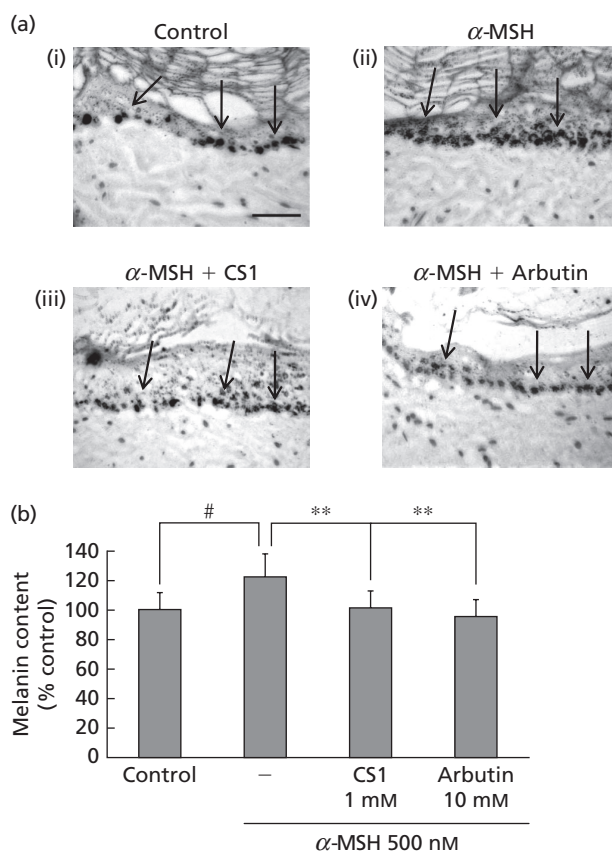 (a)
Control
(i)
α-MSH
(ii)
α-MSH + CS1
(iii)
α-MSH + Arbutin
(iv)
(b)
# ** **
Melanin content
(% control)
140
120
100
80
60
40
20
0
Control – CS1 Arbutin
1 mM 10 mM
α-MSH 500 nM